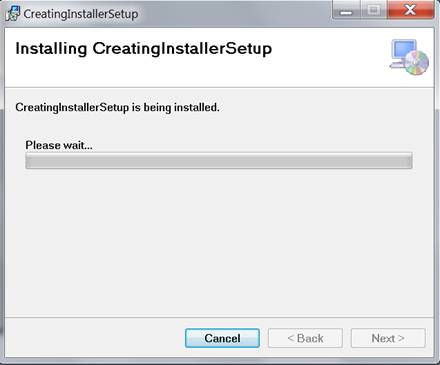 CreatingInstallerSetup
Installing CreatingInstallerSetup
CreatingInstallerSetup is being installed.
Please wait...
Cancel
< Back
Next >